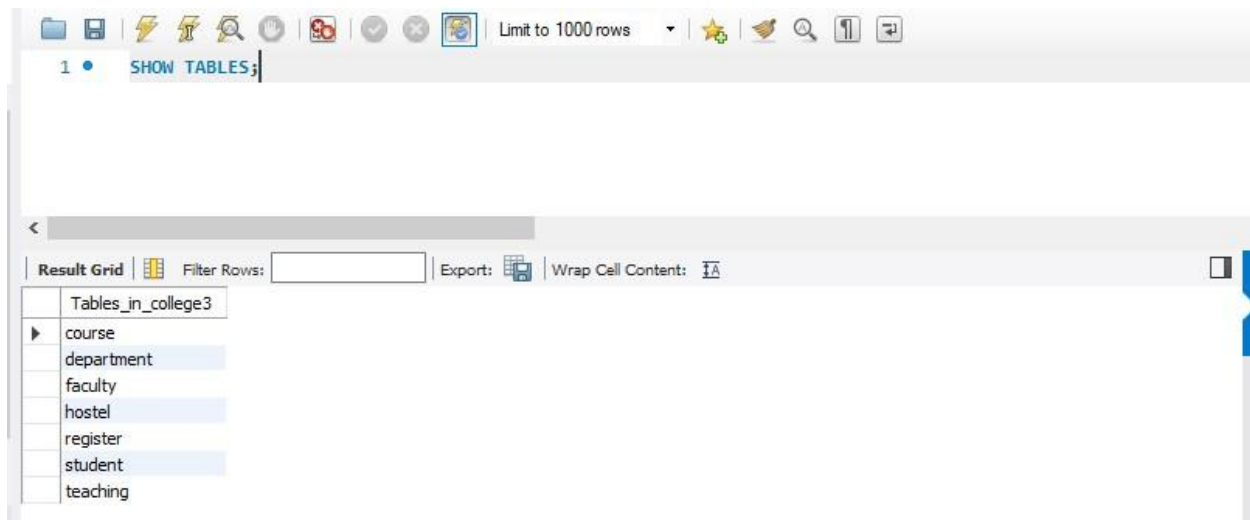 Limit to 1000 rows
1 SHOW TABLES;
Result Grid Filter Rows: Export: Wrap Cell Content: IA
Tables_in_college3
course
department
faculty
hostel
register
student
teaching